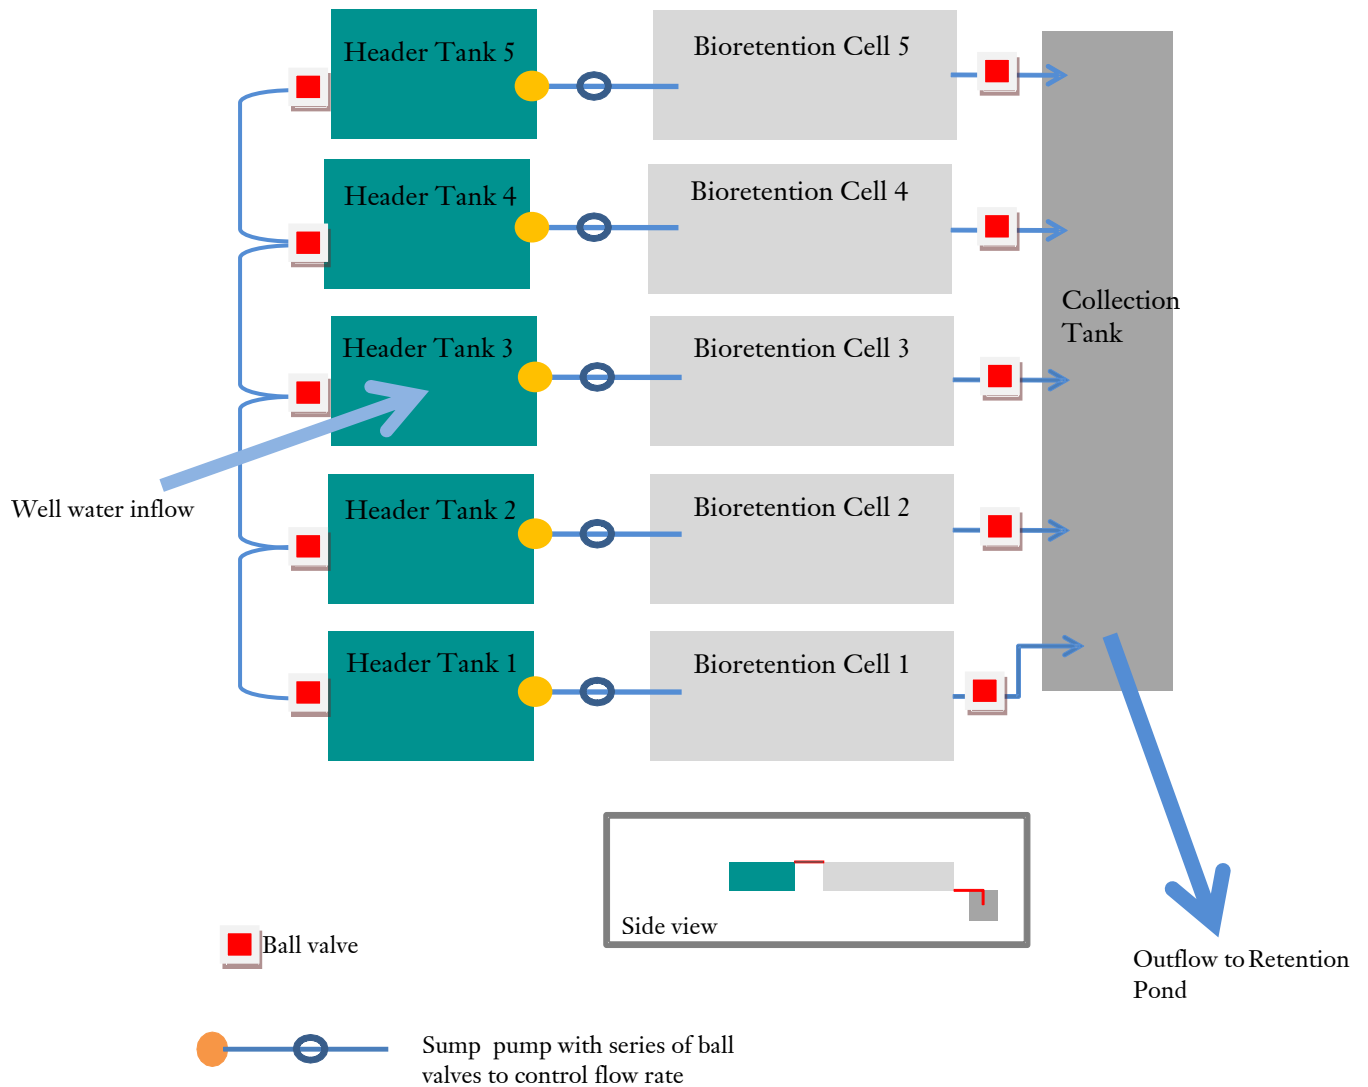 Header Tank 5
Bioretention Cell 5
Header Tank 4
Bioretention Cell 4
Collection
Tank
Header Tank 3
Bioretention Cell 3
Well water inflow
Header Tank 2
Bioretention Cell 2
Header Tank 1
Bioretention Cell 1
Side view
Ball valve
Outflow to Retention
Pond
Sump pump with series of ball
valves to control flow rate